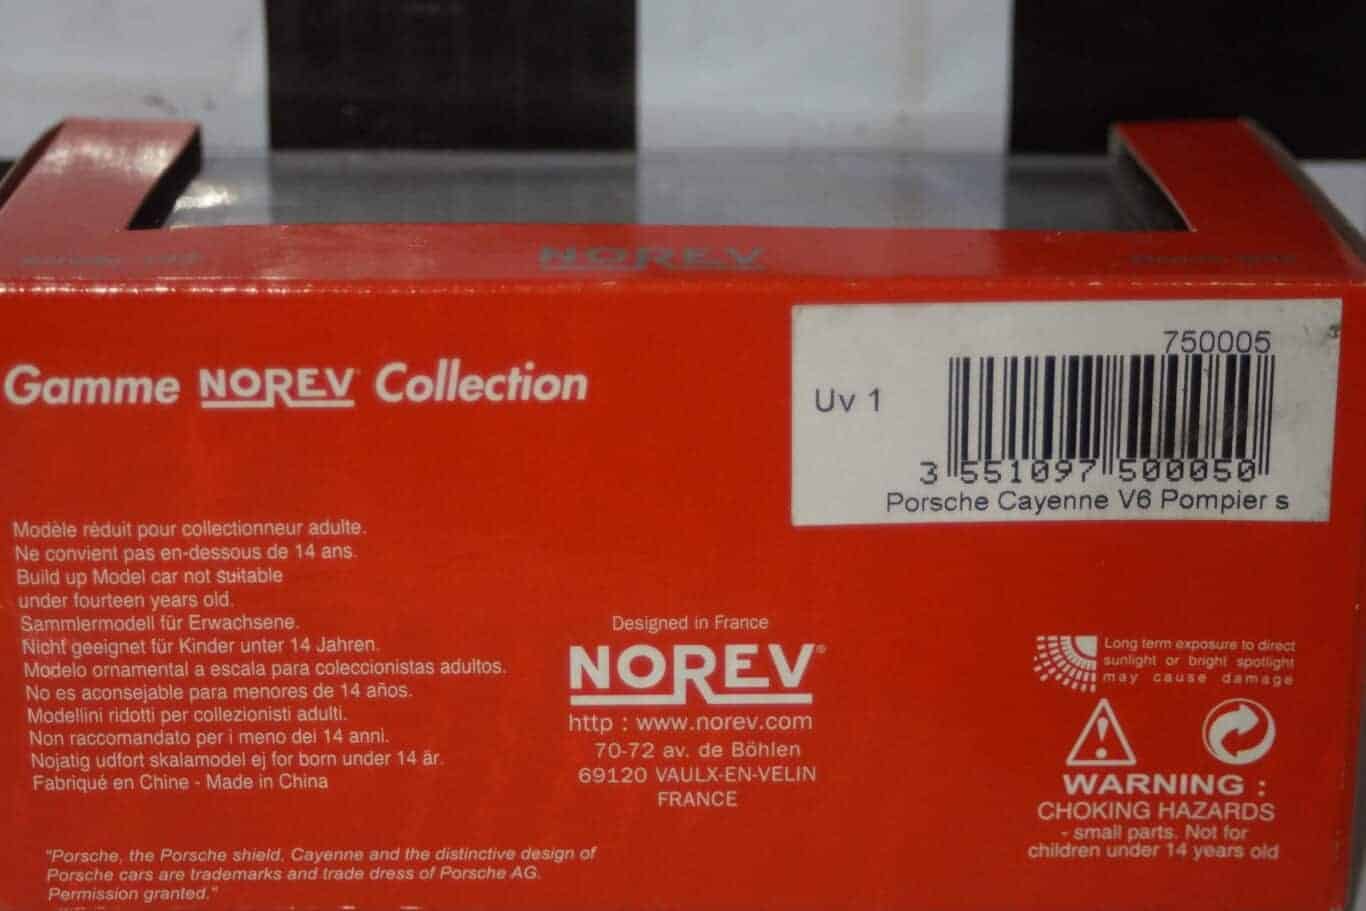 NOREV
Gamme NOREV Collection
750005
Uv 1
3 551097 500050
Porsche Cayenne V6 Pompier s
Modèle réduit pour collectionneur adulte.
Ne convient pas en-dessous de 14 ans.
Build up Model car not suitable
under fourteen years old.
Sammlermodell für Erwachsene.
Nicht geeignet für Kinder unter 14 Jahren.
Modelo ornamental a escala para coleccionistas adultos.
No es aconsejable para menores de 14 años.
Modellini ridotti per collezionisti adulti.
Non raccomandato per i meno dei 14 anni.
Nojatig udfort skalamodel ej for born under 14 år.
Fabriqué en Chine - Made in China
"Porsche, the Porsche shield, Cayenne and the distinctive design of
Porsche cars are trademarks and trade dress of Porsche AG.
Permission granted."
Designed in France
NOREV®
http : www.norev.com
70-72 av. de Böhlen
69120 VAULX-EN-VELIN
FRANCE
Long term exposure to direct
sunlight or bright spotlight
may cause damage
WARNING :
CHOKING HAZARDS
- small parts. Not for
children under 14 years old